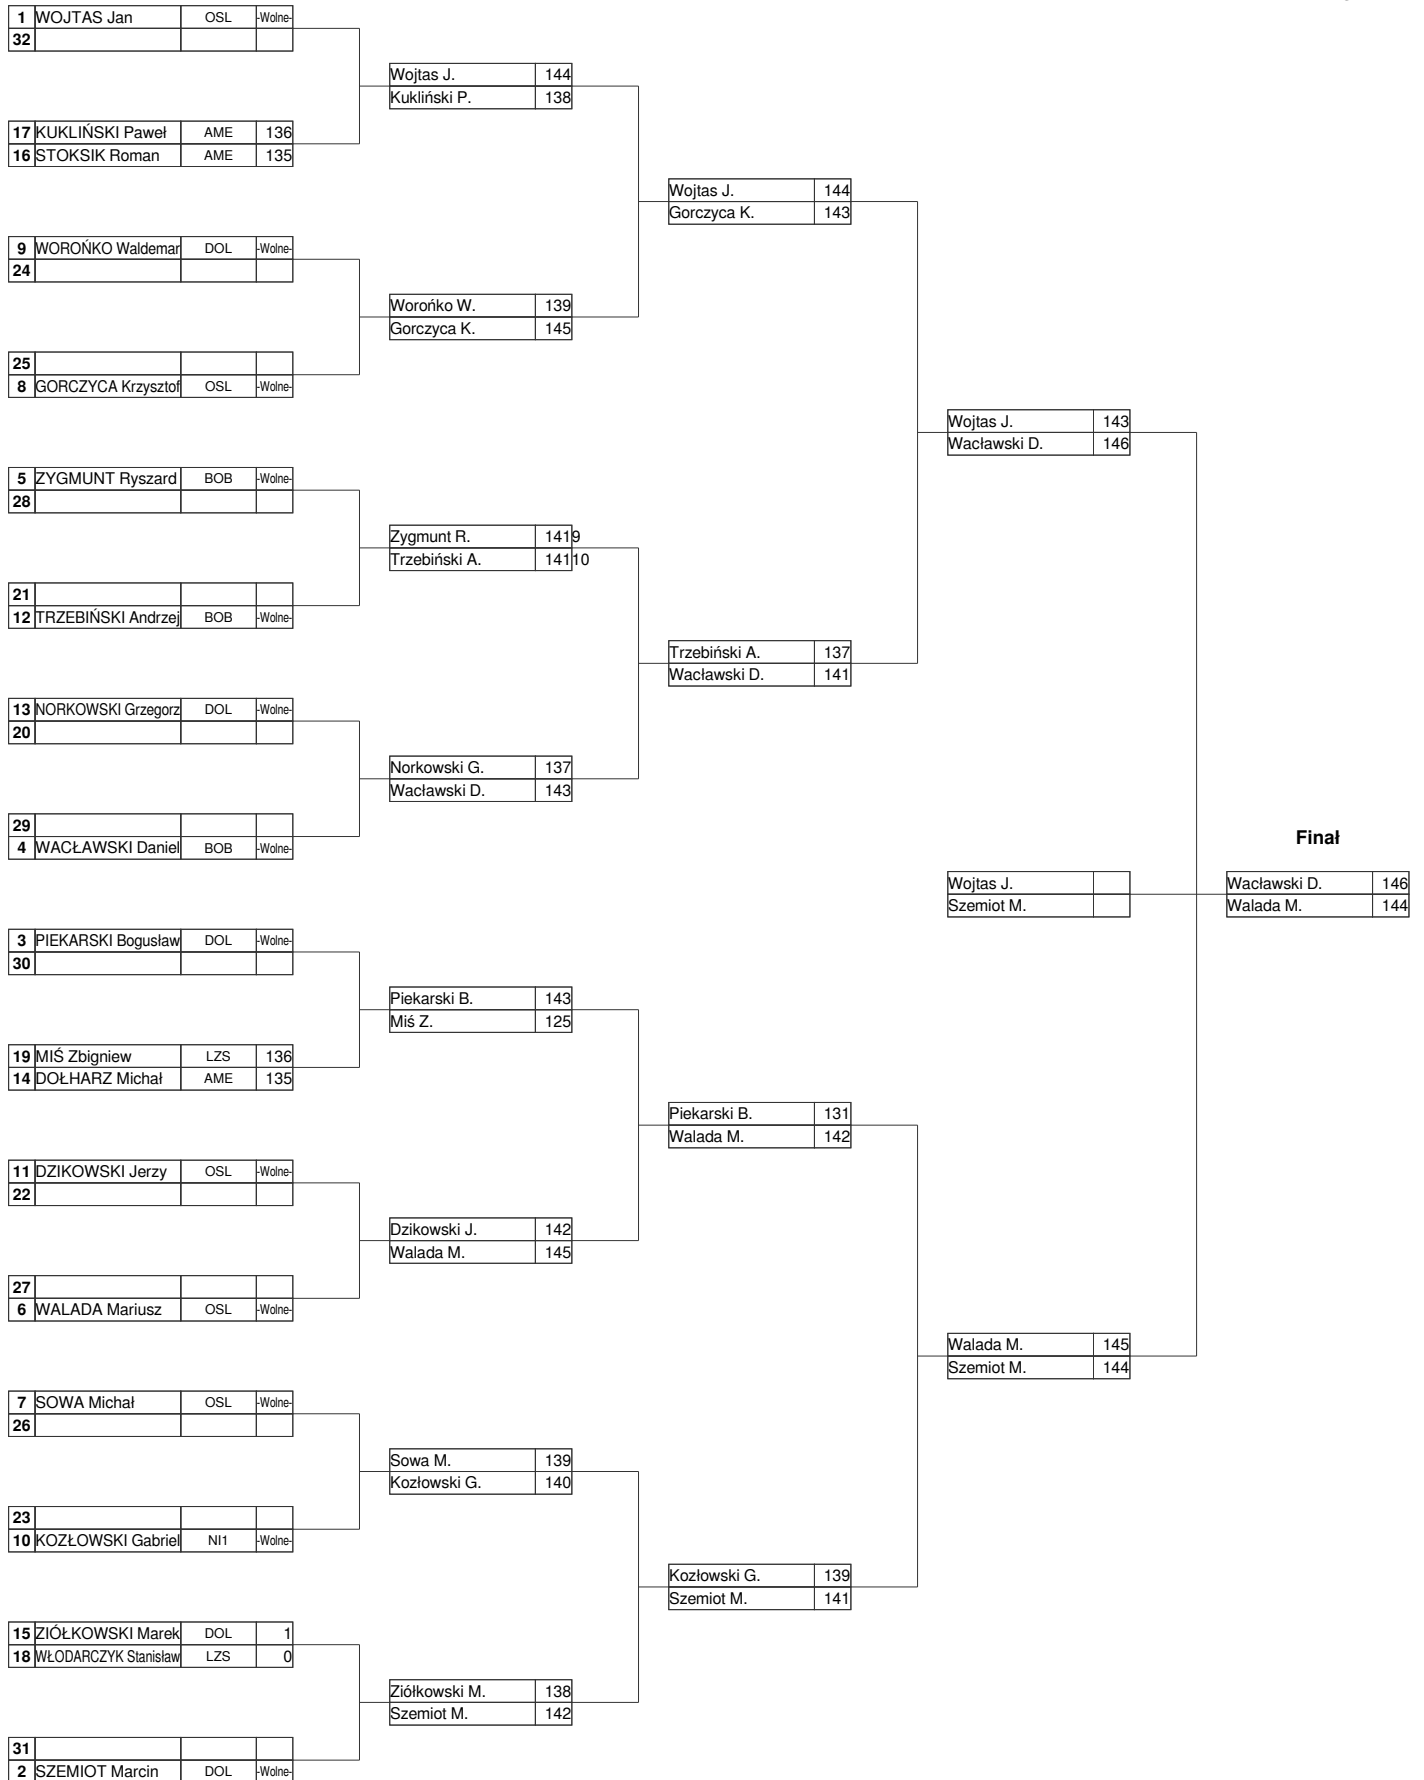 1 WOJTAS Jan OSL -Wolne-
32
Wojtas J. 144
Kukliński P. 138
17 KUKLIŃSKI Paweł AME 136
16 STOKSIK Roman AME 135
Wojtas J. 144
Gorczyca K. 143
9 WOROŃKO Waldemar DOL -Wolne-
24
Worońko W. 139
Gorczyca K. 145
25
8 GORCZYCA Krzysztof OSL -Wolne-
Wojtas J. 143
Wacławski D. 146
5 ZYGMUNT Ryszard BOB -Wolne-
28
Zygmunt R. 141 9
Trzebiński A. 141 10
21
12 TRZEBIŃSKI Andrzej BOB -Wolne-
Trzebiński A. 137
Wacławski D. 141
13 NORKOWSKI Grzegorz DOL -Wolne-
20
Norkowski G. 137
Wacławski D. 143
29
4 WACŁAWSKI Daniel BOB -Wolne-
Finał
Wojtas J. Wacławski D. 146
Szemiot M. Walada M. 144
3 PIEKARSKI Bogusław DOL -Wolne-
30
Piekarski B. 143
Miś Z. 125
19 MIŚ Zbigniew LZS 136
14 DOŁHARZ Michał AME 135
Piekarski B. 131
Walada M. 142
11 DZIKOWSKI Jerzy OSL -Wolne-
22
Dzikowski J. 142
Walada M. 145
27
6 WALADA Mariusz OSL -Wolne-
Walada M. 145
Szemiot M. 144
7 SOWA Michał OSL -Wolne-
26
Sowa M. 139
Kozłowski G. 140
23
10 KOZŁOWSKI Gabriel NI1 -Wolne-
Kozłowski G. 139
Szemiot M. 141
15 ZIÓŁKOWSKI Marek DOL 1
18 WŁODARCZYK Stanisław LZS 0
Ziółkowski M. 138
Szemiot M. 142
31
2 SZEMIOT Marcin DOL -Wolne-